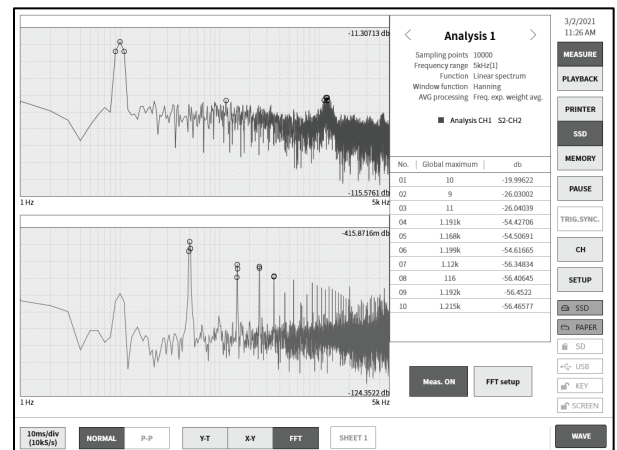 -11.30713 db
-115.5761 db
1 Hz 5k Hz
-415.8716m db
-124.3522 db
1 Hz 5k Hz
Analysis 1
Sampling points 10000
Frequency range 5kHz(1)
Function Linear spectrum
Window function Hanning
AVG processing Freq. exp. weight avg.
Analysis CH1 S2-CH2
No. Global maximum db
01 10 -19.99622
02 9 -26.03002
03 11 -26.04039
04 1.191k -54.42706
05 1.168k -54.50691
06 1.199k -54.61665
07 1.12k -56.34834
08 116 -56.40645
09 1.192k -56.4522
10 1.215k -56.46577
Meas. ON
FFT setup
3/2/2021
11:26 AM
MEASURE
PLAYBACK
PRINTER
SSD
MEMORY
PAUSE
TRIG.SYNC.
CH
SETUP
SSD
PAPER
SD
USB
KEY
SCREEN
10ms/div
(10kS/s)
NORMAL
P-P
Y-T
X-Y
FFT
SHEET 1
WAVE